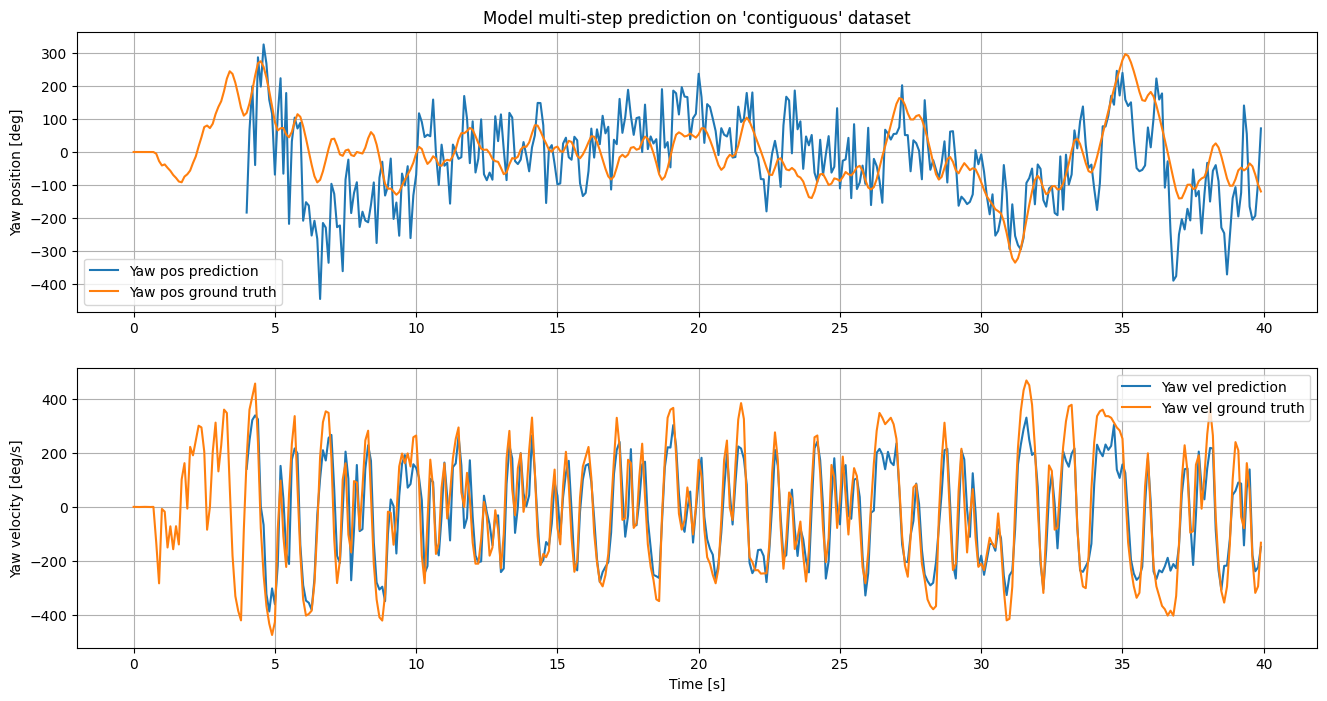 Model multi-step prediction on 'contiguous' dataset
Yaw position [deg]
300
200
100
0
−100
−200
−300
−400
Yaw pos prediction
Yaw pos ground truth
0 5 10 15 20 25 30 35 40
Yaw velocity [deg/s]
400
200
0
−200
−400
Yaw vel prediction
Yaw vel ground truth
0 5 10 15 20 25 30 35 40
Time [s]